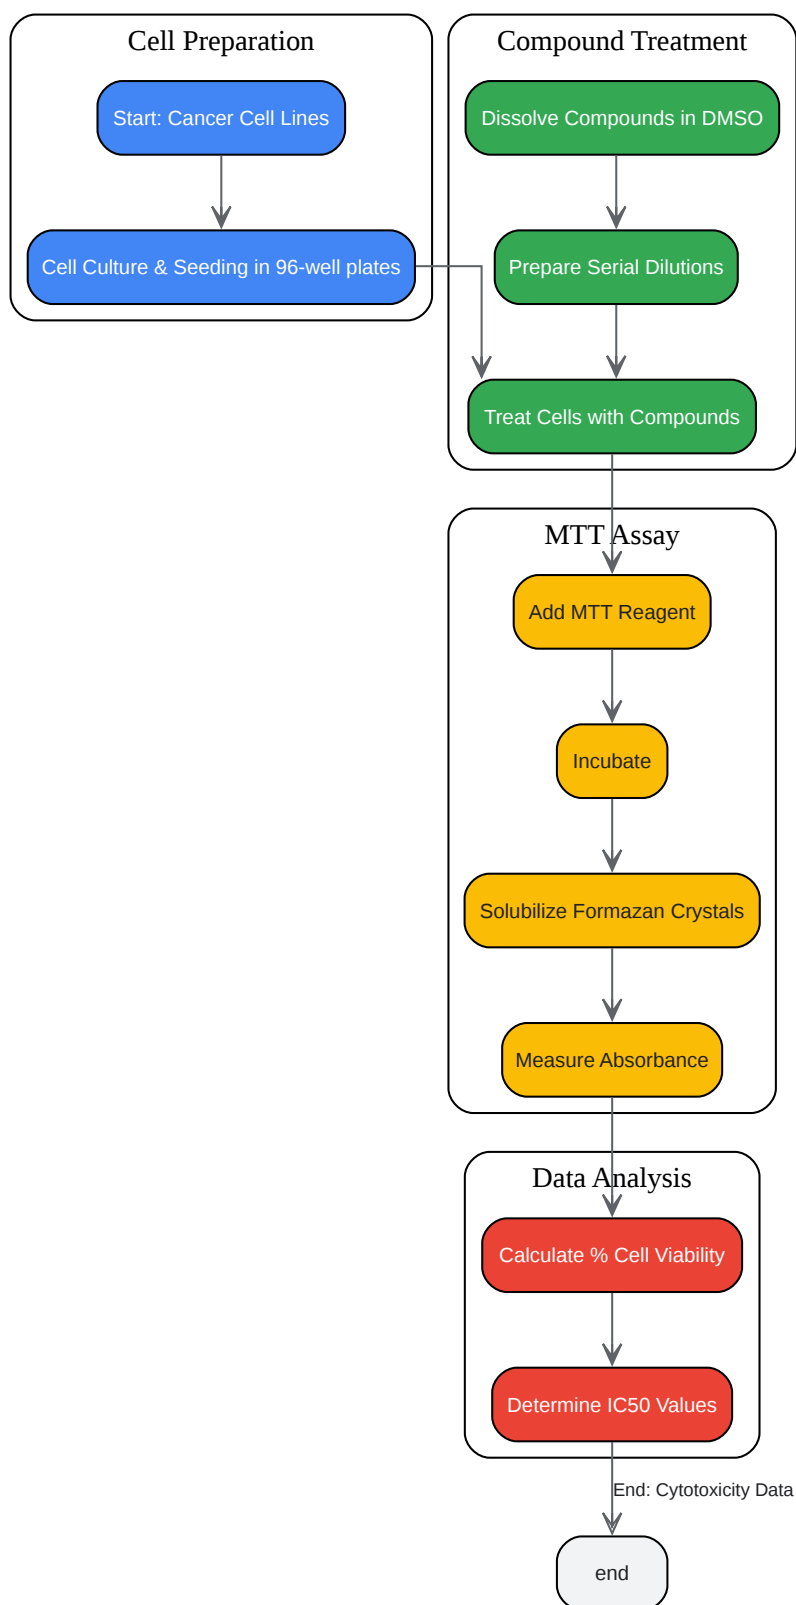 Cell Preparation
Start: Cancer Cell Lines
Cell Culture & Seeding in 96-well plates
Compound Treatment
Dissolve Compounds in DMSO
Prepare Serial Dilutions
Treat Cells with Compounds
MTT Assay
Add MTT Reagent
Incubate
Solubilize Formazan Crystals
Measure Absorbance
Data Analysis
Calculate % Cell Viability
Determine IC50 Values
End: Cytotoxicity Data
end